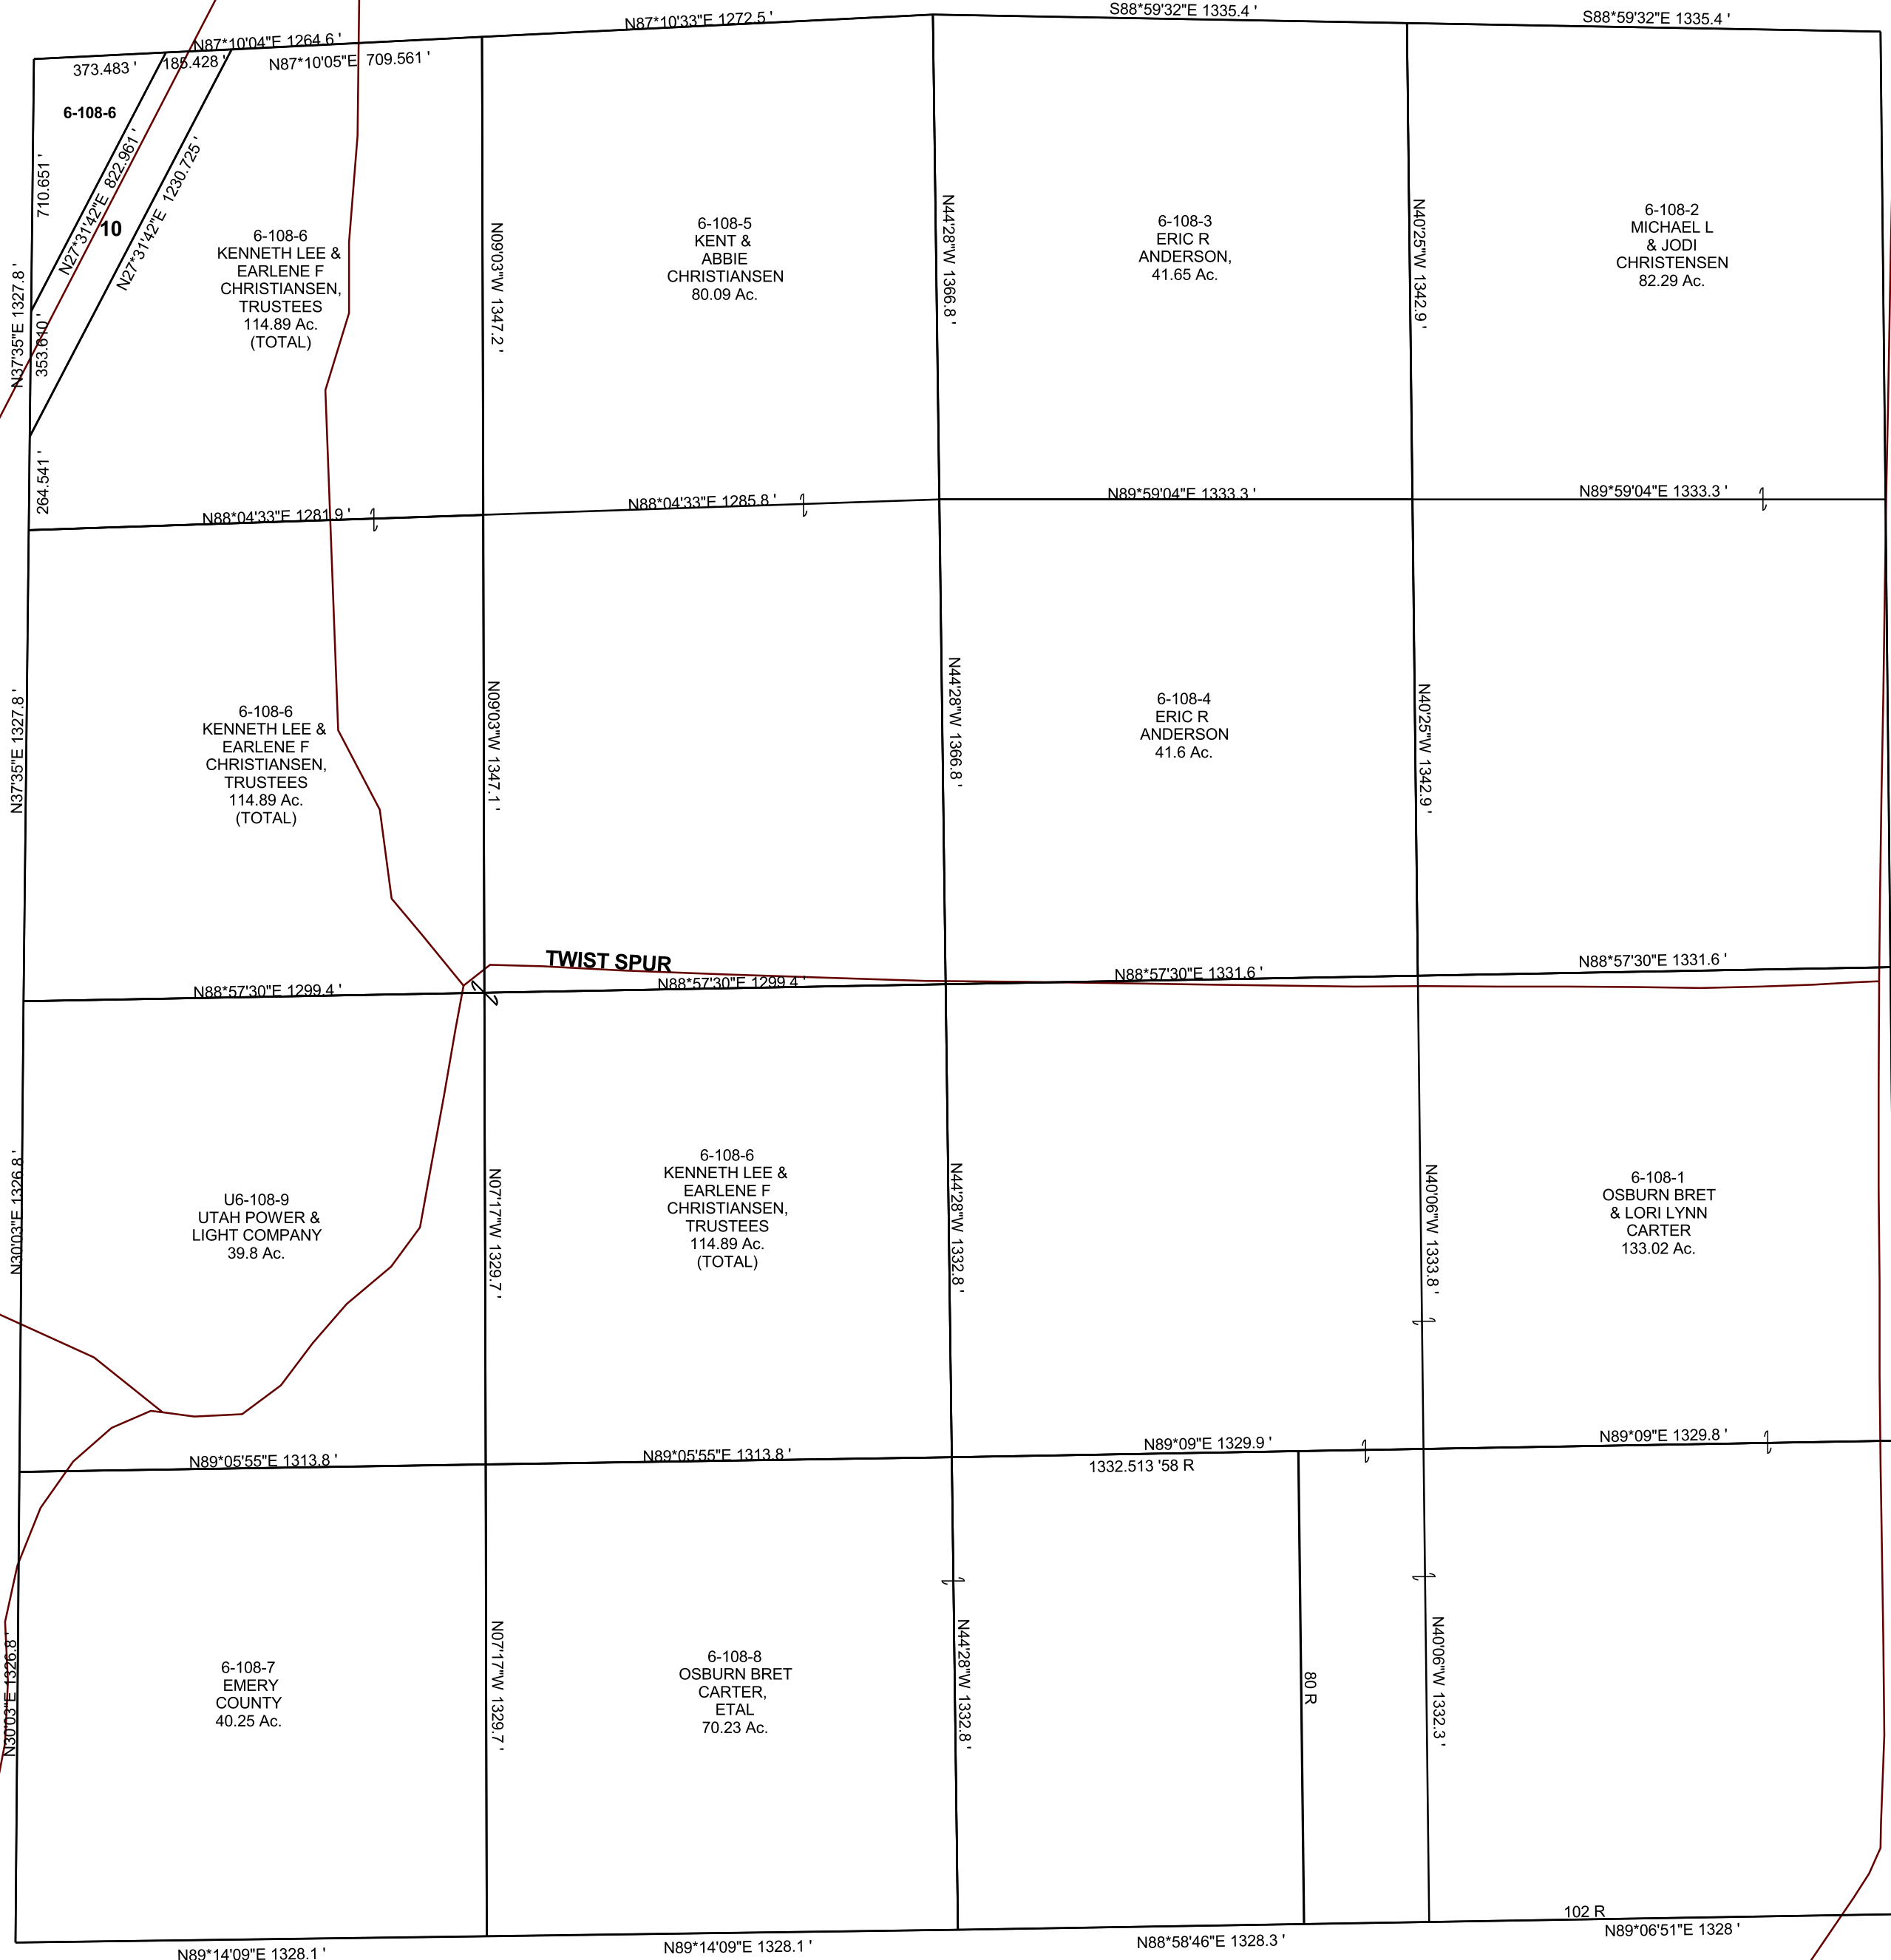 N87*10'04"E 1264.6 '
N87*10'33"E 1272.5 '
S88*59'32"E 1335.4 '
S88*59'32"E 1335.4 '
373.483 '
185.428 '
N87*10'05"E 709.561 '
6-108-6
710.651 '
N27*31'42"E 822.961 '
N27*31'42"E 1230.725 '
10
N37'35"E 1327.8 '
353.610 '
264.541 '
6-108-6
KENNETH LEE &
EARLENE F
CHRISTIANSEN,
TRUSTEES
114.89 Ac.
(TOTAL)
N09'03"W 1347.2 '
6-108-5
KENT &
ABBIE
CHRISTIANSEN
80.09 Ac.
N44'28"W 1366.8 '
6-108-3
ERIC R
ANDERSON,
41.65 Ac.
N40'25"W 1342.9 '
6-108-2
MICHAEL L
& JODI
CHRISTENSEN
82.29 Ac.
N88*04'33"E 1281.9 '
N88*04'33"E 1285.8 '
N89*59'04"E 1333.3 '
N89*59'04"E 1333.3 '
N37'35"E 1327.8 '
6-108-6
KENNETH LEE &
EARLENE F
CHRISTIANSEN,
TRUSTEES
114.89 Ac.
(TOTAL)
N09'03"W 1347.1 '
N44'28"W 1366.8 '
6-108-4
ERIC R
ANDERSON
41.6 Ac.
N40'25"W 1342.9 '
TWIST SPUR
N88*57'30"E 1299.4 '
N88*57'30"E 1299.4 '
N88*57'30"E 1331.6 '
N88*57'30"E 1331.6 '
N30'03"E 1326.8 '
U6-108-9
UTAH POWER &
LIGHT COMPANY
39.8 Ac.
N07'17"W 1329.7 '
6-108-6
KENNETH LEE &
EARLENE F
CHRISTIANSEN,
TRUSTEES
114.89 Ac.
(TOTAL)
N44'28"W 1332.8 '
N40'06"W 1333.8 '
6-108-1
OSBURN BRET
& LORI LYNN
CARTER
133.02 Ac.
N89*05'55"E 1313.8 '
N89*05'55"E 1313.8 '
N89*09"E 1329.9 '
N89*09"E 1329.8 '
1332.513 '58 R
N30'03"E 1326.8 '
6-108-7
EMERY
COUNTY
40.25 Ac.
N07'17"W 1329.7 '
6-108-8
OSBURN BRET
CARTER,
ETAL
70.23 Ac.
N44'28"W 1332.8 '
80 R
N40'06"W 1332.3 '
102 R
N89*14'09"E 1328.1 '
N89*14'09"E 1328.1 '
N88*58'46"E 1328.3 '
N89*06'51"E 1328 '